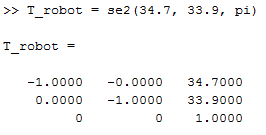 >> T_robot = se2(34.7, 33.9, pi)
T_robot =
-1.0000 -0.0000 34.7000
0.0000 -1.0000 33.9000
0 0 1.0000